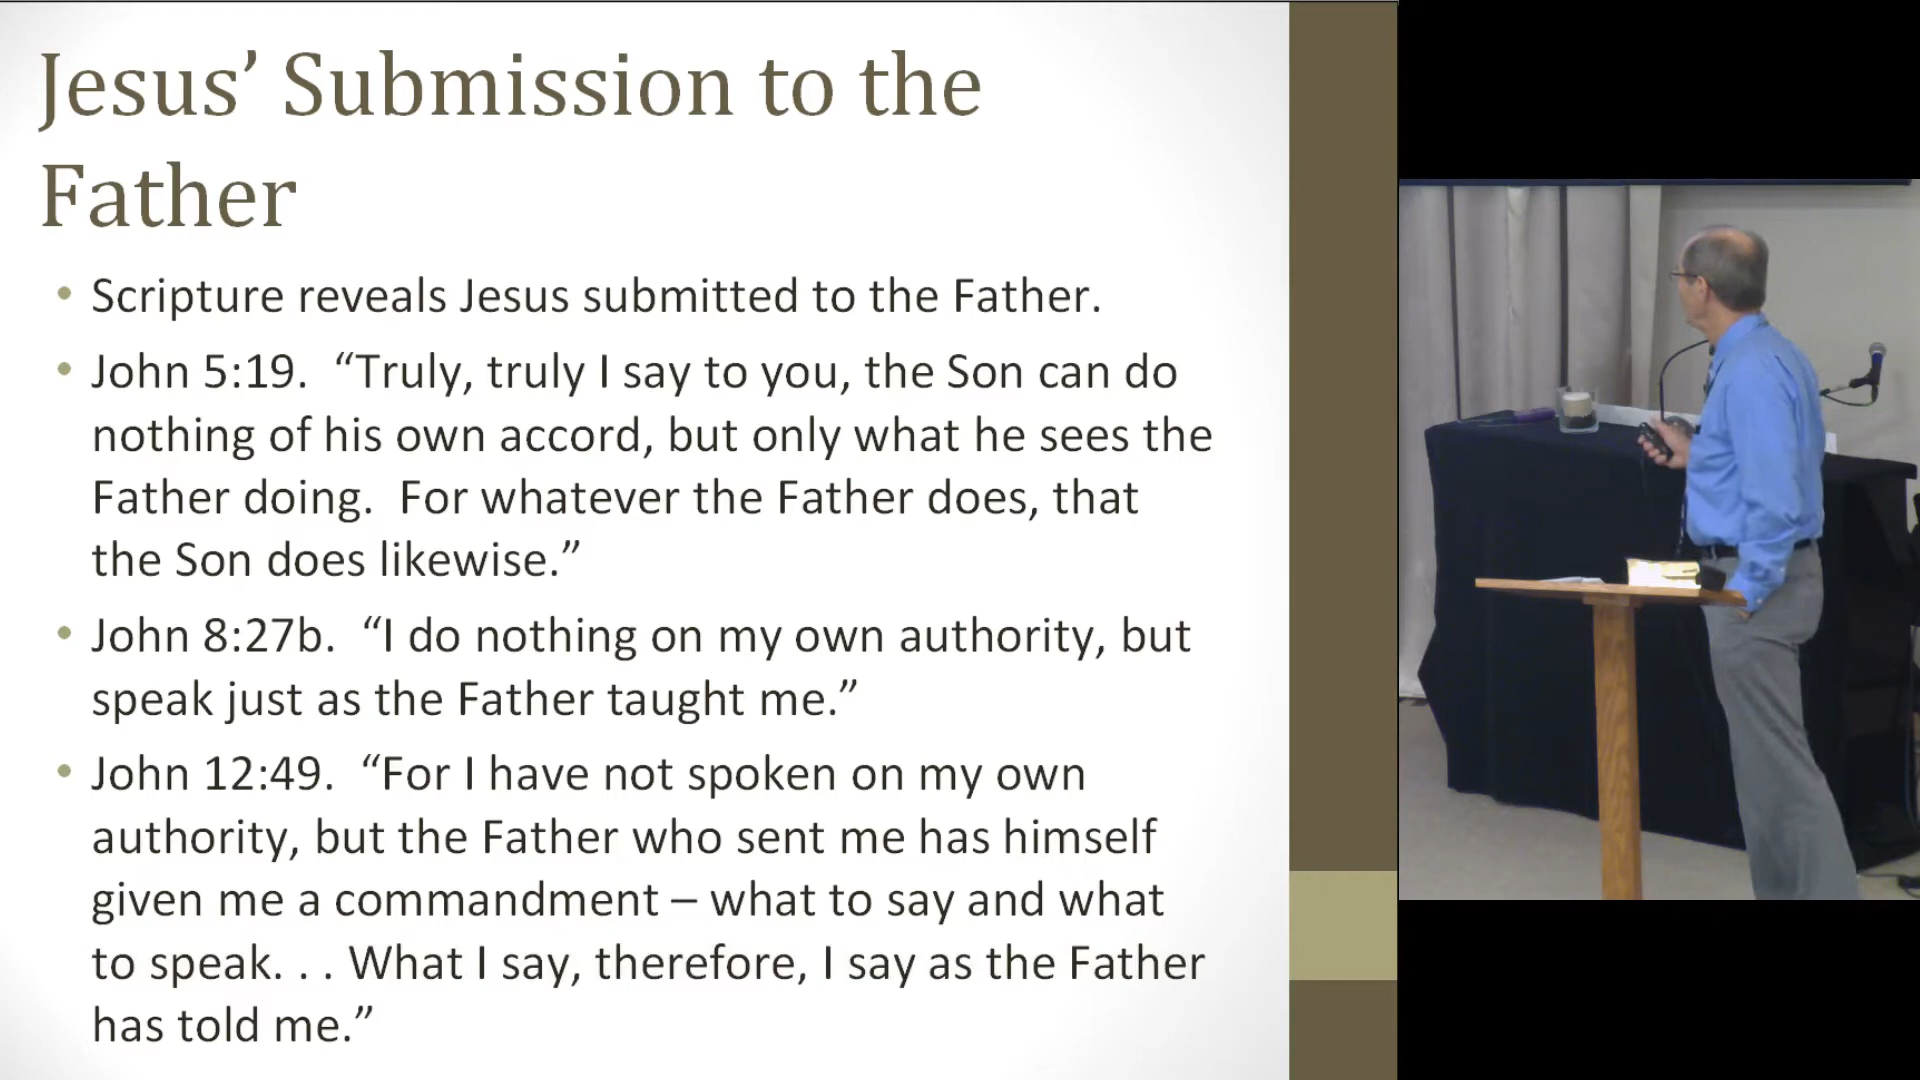 Jesus’ Submission to the
Father
• Scripture reveals Jesus submitted to the Father.
• John 5:19.  “Truly, truly I say to you, the Son can do
nothing of his own accord, but only what he sees the
Father doing.  For whatever the Father does, that
the Son does likewise.”
• John 8:27b.  “I do nothing on my own authority, but
speak just as the Father taught me.”
• John 12:49.  “For I have not spoken on my own
authority, but the Father who sent me has himself
given me a commandment – what to say and what
to speak. . . What I say, therefore, I say as the Father
has told me.”